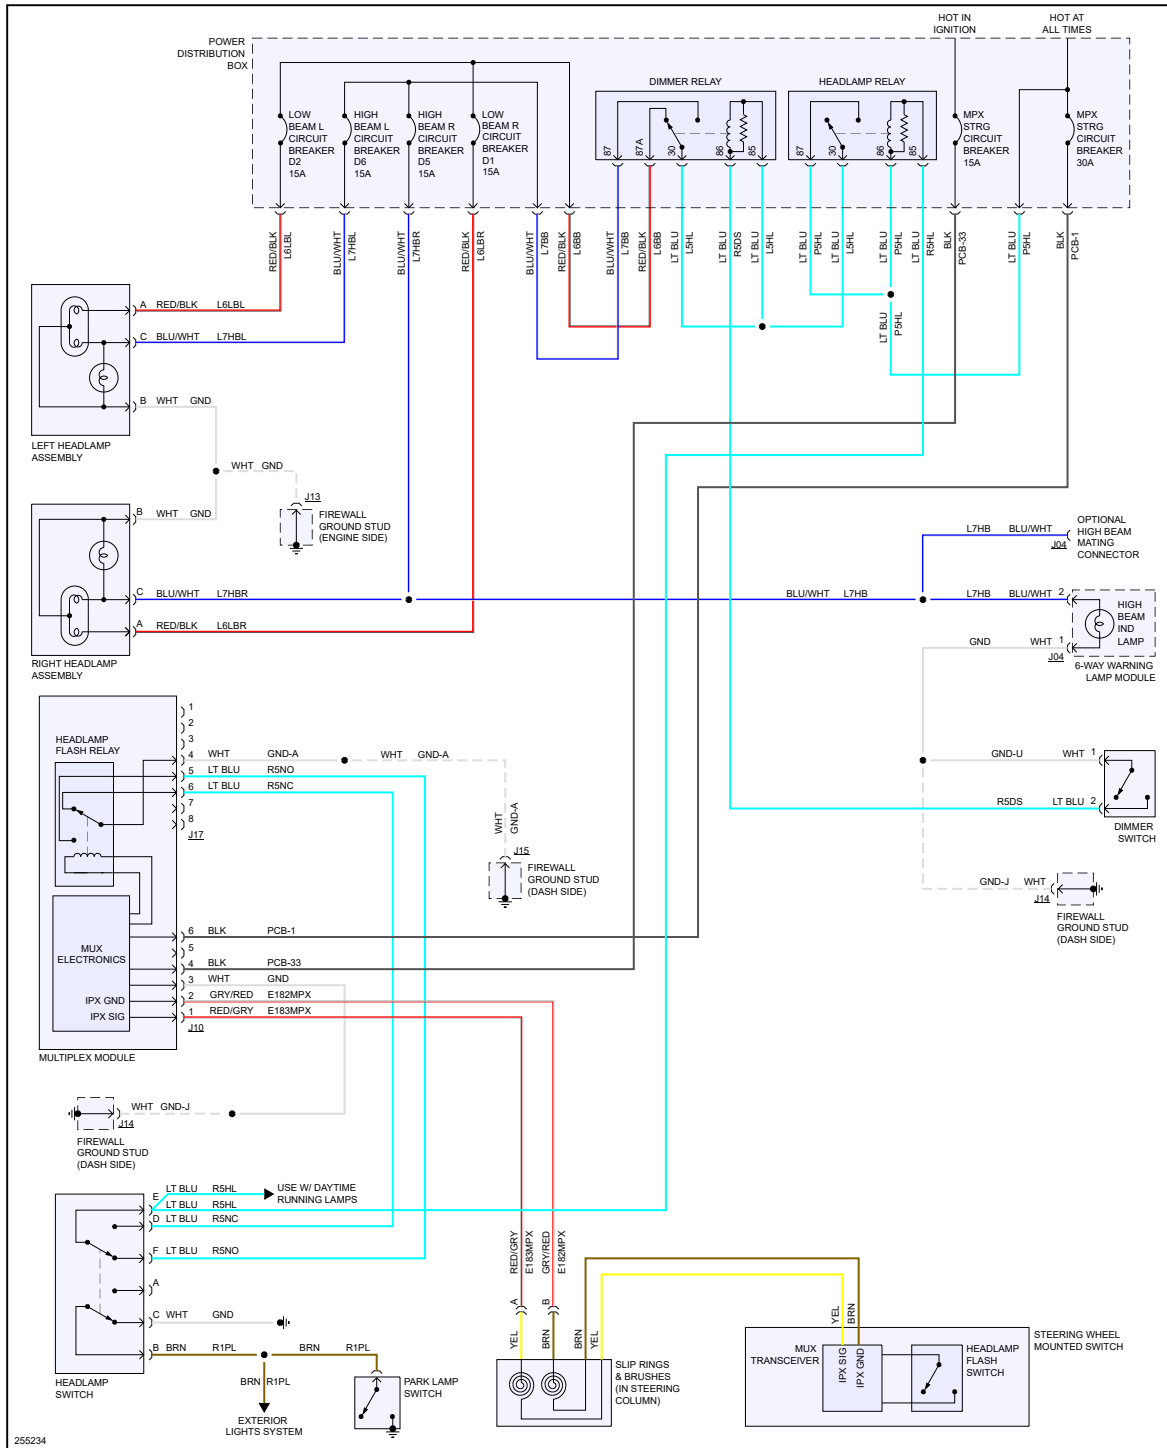 HOT IN
IGNITION
HOT AT
ALL TIMES
POWER
DISTRIBUTION
BOX
DIMMER RELAY
HEADLAMP RELAY
LOW
BEAM L
CIRCUIT
BREAKER
D2
15A
HIGH
BEAM L
CIRCUIT
BREAKER
D6
15A
HIGH
BEAM R
CIRCUIT
BREAKER
D5
15A
LOW
BEAM R
CIRCUIT
BREAKER
D1
15A
87
87A
30
86
85
87
30
86
85
MPX
STRG
CIRCUIT
BREAKER
15A
MPX
STRG
CIRCUIT
BREAKER
30A
RED/BLK
L6LBL
BLU/WHT
L7HBL
BLU/WHT
L7HBR
RED/BLK
L6LBR
BLU/WHT
L7BB
RED/BLK
L6BB
BLU/WHT
L7BB
RED/BLK
L6BB
LT BLU
L5HL
LT BLU
R5DS
LT BLU
L5HL
LT BLU
P5HL
LT BLU
L5HL
LT BLU
P5HL
LT BLU
R5HL
BLK
PCB-33
LT BLU
P5HL
BLK
PCB-1
LT BLU
P5HL
A RED/BLK L6LBL
C BLU/WHT L7HBL
B WHT GND
LEFT HEADLAMP
ASSEMBLY
WHT GND
J13
FIREWALL
GROUND STUD
(ENGINE SIDE)
B WHT GND
C BLU/WHT L7HBR
A RED/BLK L6LBR
RIGHT HEADLAMP
ASSEMBLY
L7HB BLU/WHT
J04
OPTIONAL
HIGH BEAM
MATING
CONNECTOR
BLU/WHT L7HB
L7HB BLU/WHT 2
GND WHT 1
J04
HIGH
BEAM
IND
LAMP
6-WAY WARNING
LAMP MODULE
HEADLAMP
FLASH RELAY
1
2
3
4 WHT GND-A
WHT GND-A
5 LT BLU R5NO
6 LT BLU R5NC
7
8
J17
WHT
GND-A
J15
FIREWALL
GROUND STUD
(DASH SIDE)
GND-U WHT 1
R5DS LT BLU 2
DIMMER
SWITCH
GND-J WHT
J14
FIREWALL
GROUND STUD
(DASH SIDE)
MUX
ELECTRONICS
IPX GND
IPX SIG
6 BLK PCB-1
5
4 BLK PCB-33
3 WHT GND
2 GRY/RED E182MPX
1 RED/GRY E183MPX
J10
MULTIPLEX MODULE
WHT GND-J
J14
FIREWALL
GROUND STUD
(DASH SIDE)
E LT BLU R5HL
USE W/ DAYTIME
RUNNING LAMPS
LT BLU R5HL
D LT BLU R5NC
F LT BLU R5NO
A
C WHT GND
B BRN R1PL
BRN R1PL
BRN R1PL
HEADLAMP
SWITCH
EXTERIOR
LIGHTS SYSTEM
PARK LAMP
SWITCH
RED/GRY
E183MPX
GRY/RED
E182MPX
A
B
YEL
BRN
BRN
YEL
SLIP RINGS
& BRUSHES
(IN STEERING
COLUMN)
YEL
BRN
MUX
TRANSCEIVER
IPX SIG
IPX GND
HEADLAMP
FLASH
SWITCH
STEERING WHEEL
MOUNTED SWITCH
255234